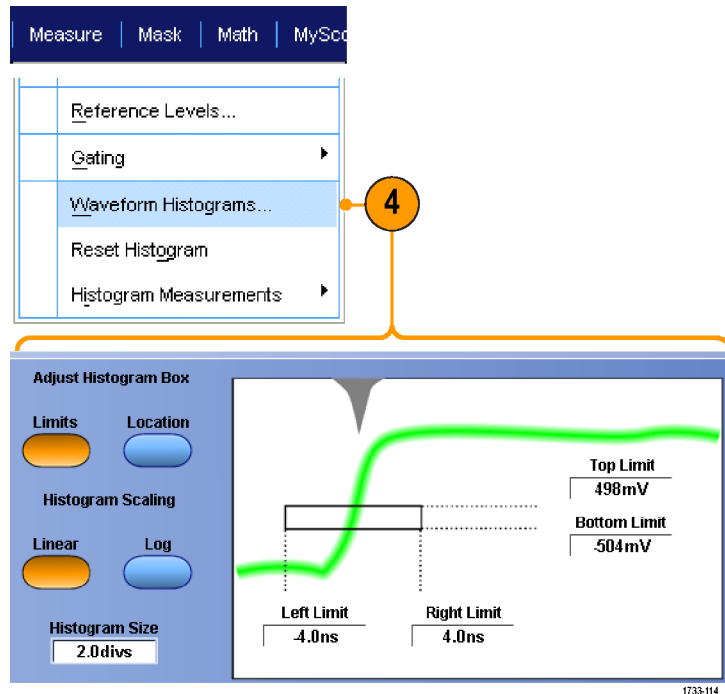 Measure Mask Math MySco
Reference Levels...
Gating
Waveform Histograms...
4
Reset Histogram
Histogram Measurements
Adjust Histogram Box
Limits Location
Histogram Scaling
Linear Log
Histogram Size
2.0divs
Top Limit
498mV
Bottom Limit
-504mV
Left Limit Right Limit
-4.0ns 4.0ns
1733-114